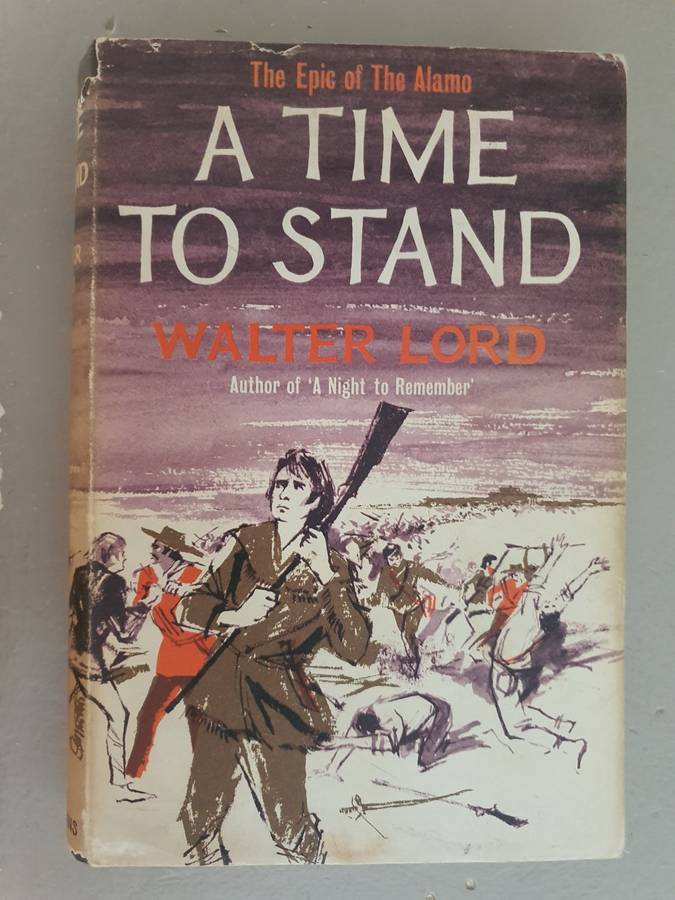 The Epic of The Alamo
A TIME
TO STAND
WALTER LORD
Author of 'A Night to Remember'